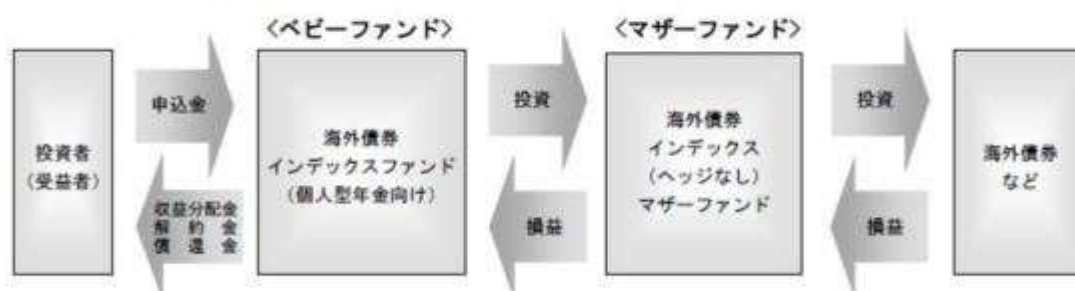 〈ベビーファンド〉
〈マザーファンド〉
投資者
（受益者）
申込金
収益分配金
解約金
償還金
海外債券
インデックスファンド
（個人型年金向け）
投資
損益
海外債券
インデックス
（ヘッジなし）
マザーファンド
投資
損益
海外債券
など